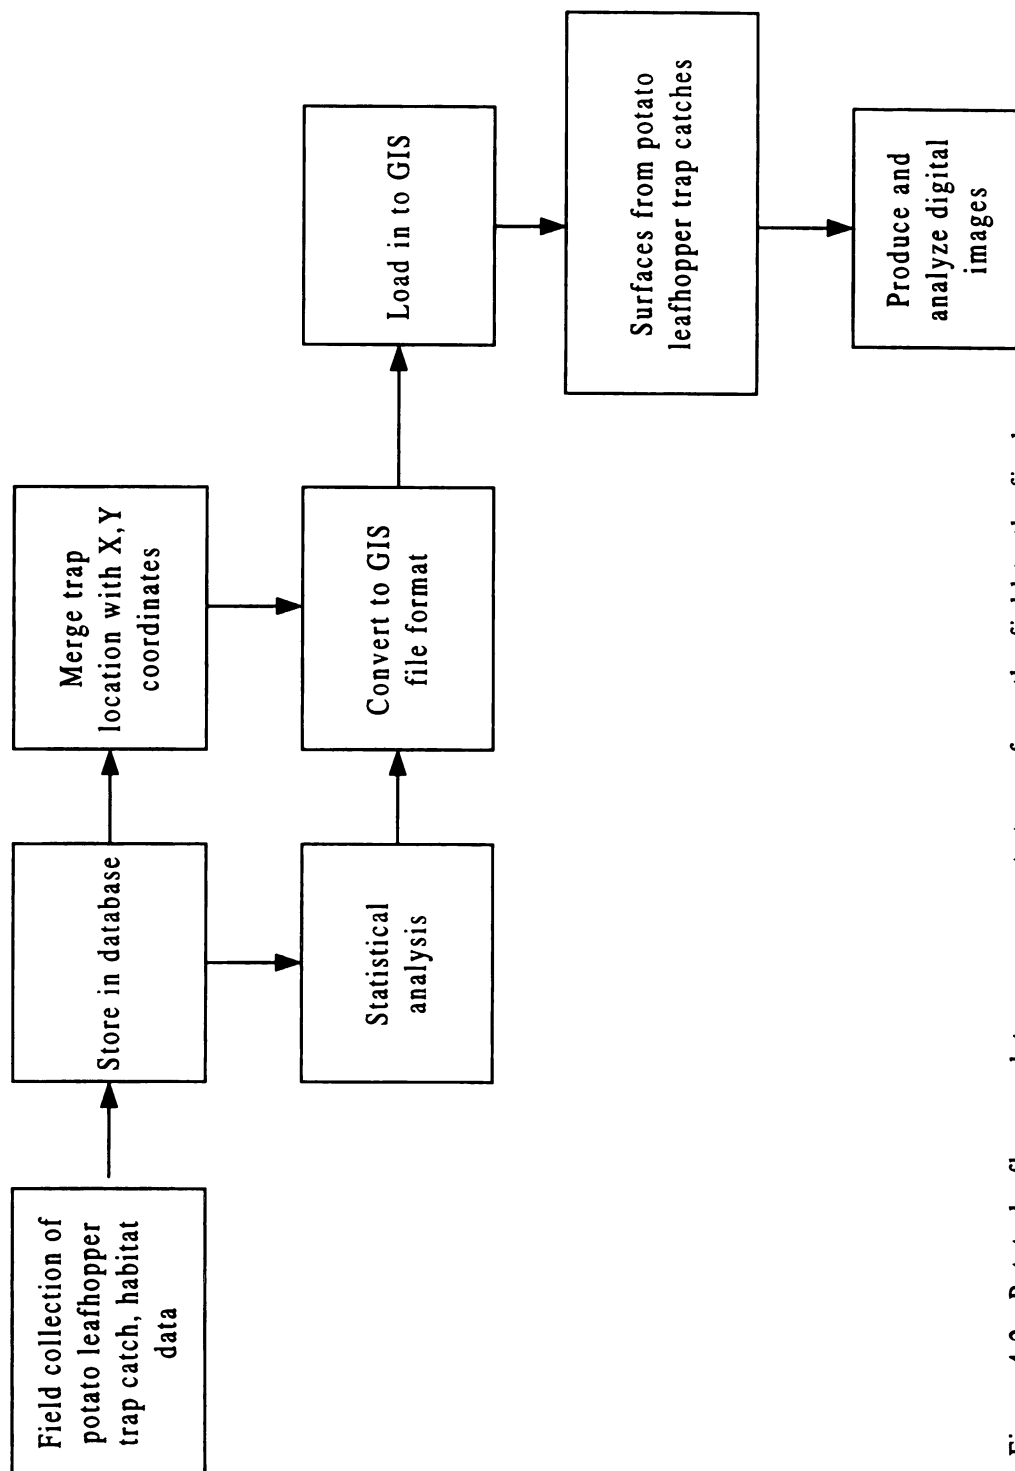 Field collection of
potato leafhopper
trap catch, habitat
data
Store in database
Merge trap
location with X,Y
coordinates
Statistical
analysis
Convert to GIS
file format
Load in to GIS
Surfaces from potato
leafhopper trap catches
Produce and
analyze digital
images